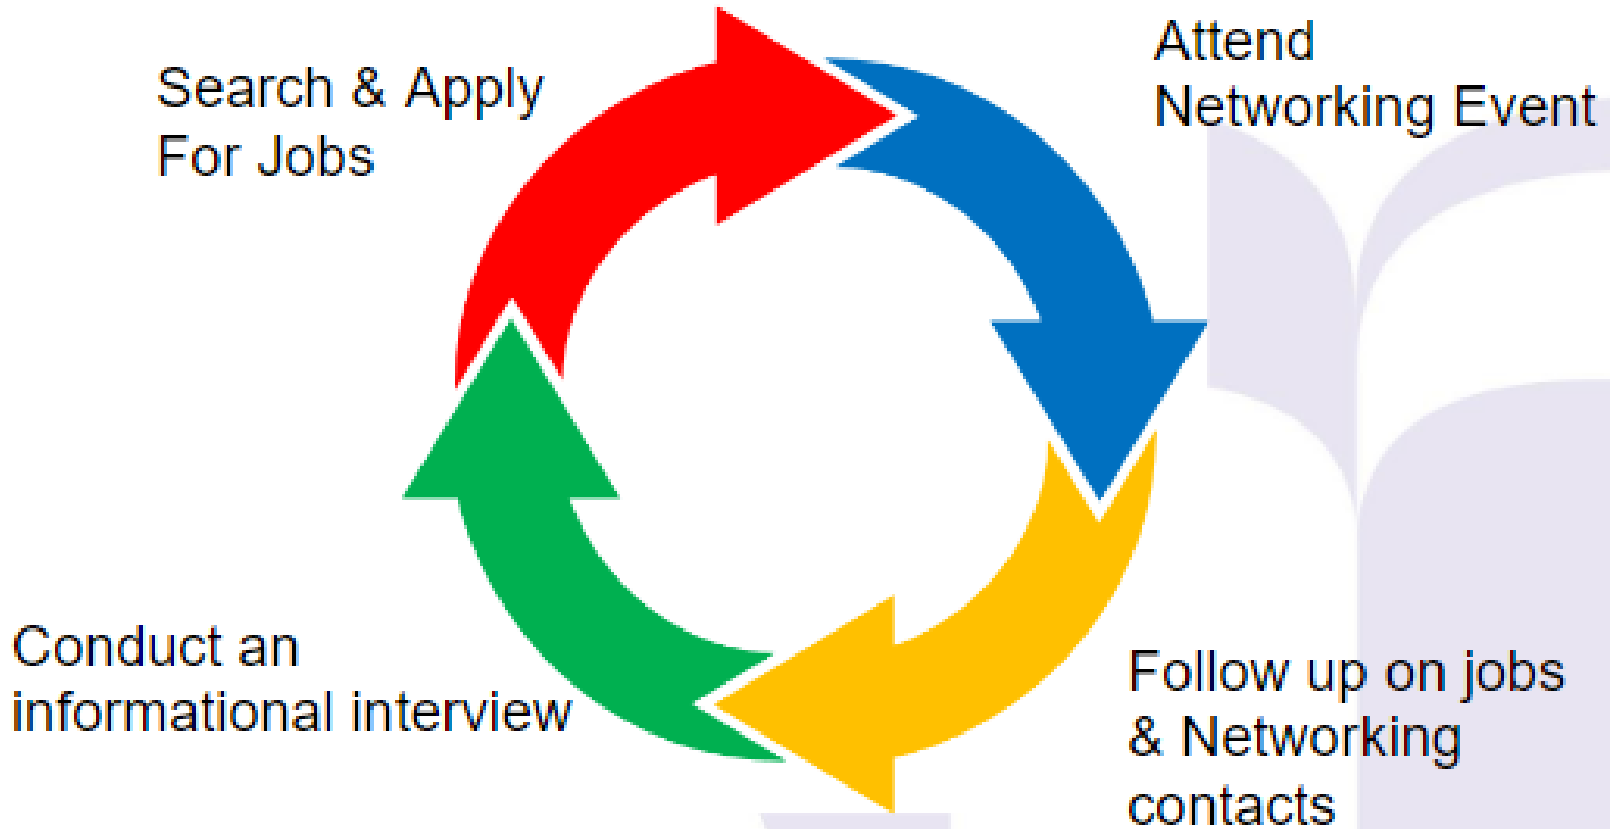 Search & Apply
For Jobs
Attend
Networking Event
Follow up on jobs
& Networking
contacts
Conduct an
informational interview